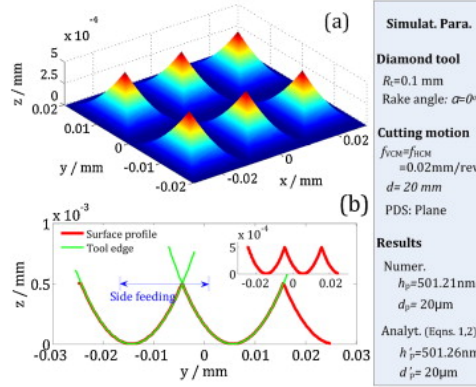 (a)
× 10⁻⁴
5
2.5
0
z / mm
0.02
0.01
0
-0.01
-0.02
y / mm
-0.02
0
0.02
x / mm
(b)
1
× 10⁻³
Surface profile
Tool edge
5
× 10⁻⁴
0
Side feeding
0.5
0
z / mm
-0.03
-0.02
-0.01
0
0.01
0.02
0.03
y / mm
Simulat. Para.
Diamond tool
Rₜ=0.1 mm
Rake angle: α=0°
Cutting motion
f_VCM=f_HCM
=0.02mm/rev
d= 20 mm
PDS: Plane
Results
Numer.
hₚ=501.21nm
dₚ= 20μm
Analyt. (Eqns. 1,2)
h'ₚ=501.26nm
d'ₚ= 20μm